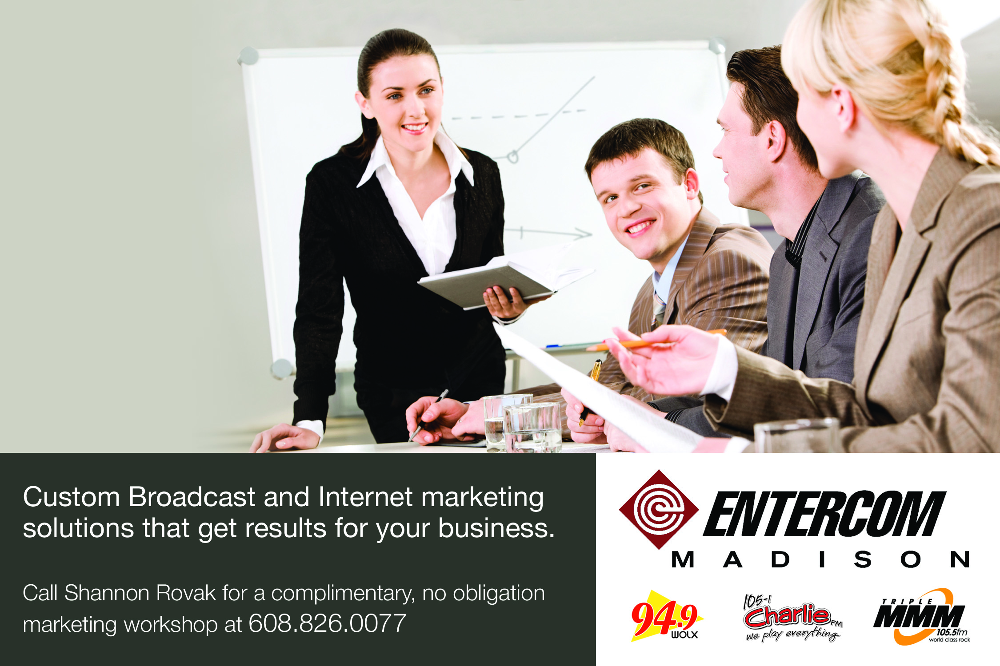 Custom Broadcast and Internet marketing
solutions that get results for your business.
Call Shannon Rovak for a complimentary, no obligation
marketing workshop at 608.826.0077
ENTERCOM
MADISON
94.9
WOLX
105-1
Charlie FM
we play everything
TRIPLE
MMM
105.5fm
world class rock